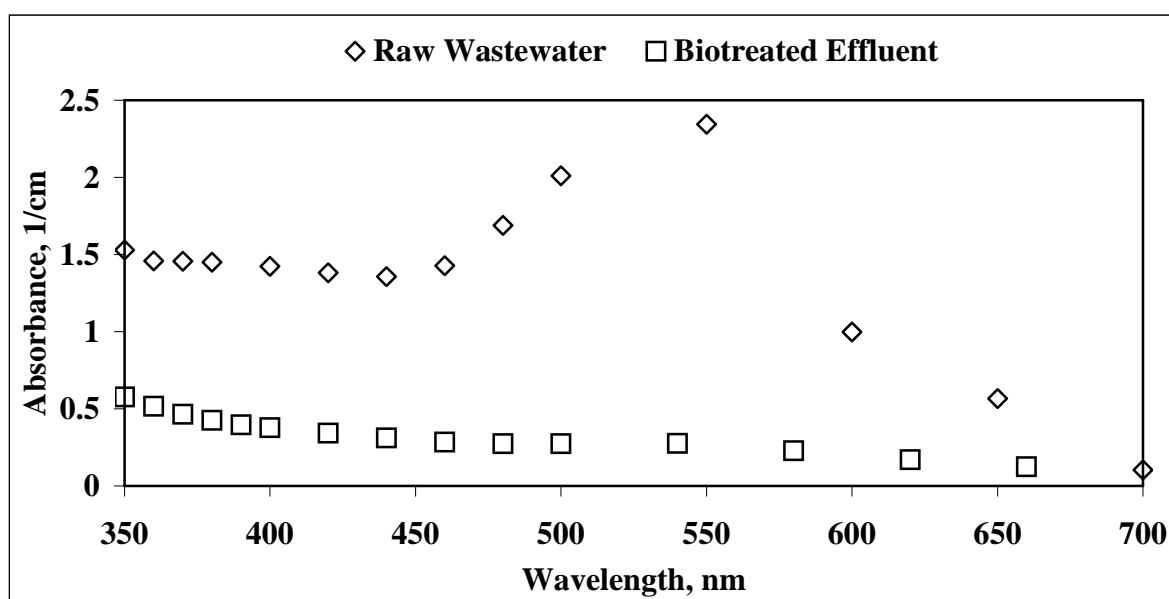 Raw Wastewater Biotreated Effluent
2.5
2
1.5
1
0.5
0
Absorbance, 1/cm
350 400 450 500 550 600 650 700
Wavelength, nm